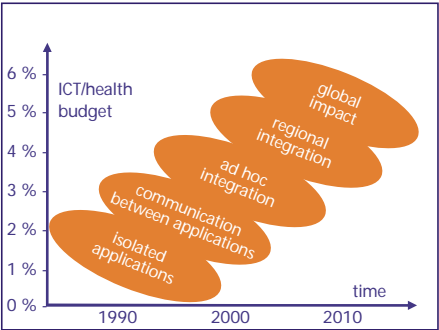 6 %
5 %
4 %
3 %
2 %
1 %
0 %
ICT/health
budget
global
impact
regional
integration
ad hoc
integration
communication
between applications
isolated
applications
time
1990
2000
2010